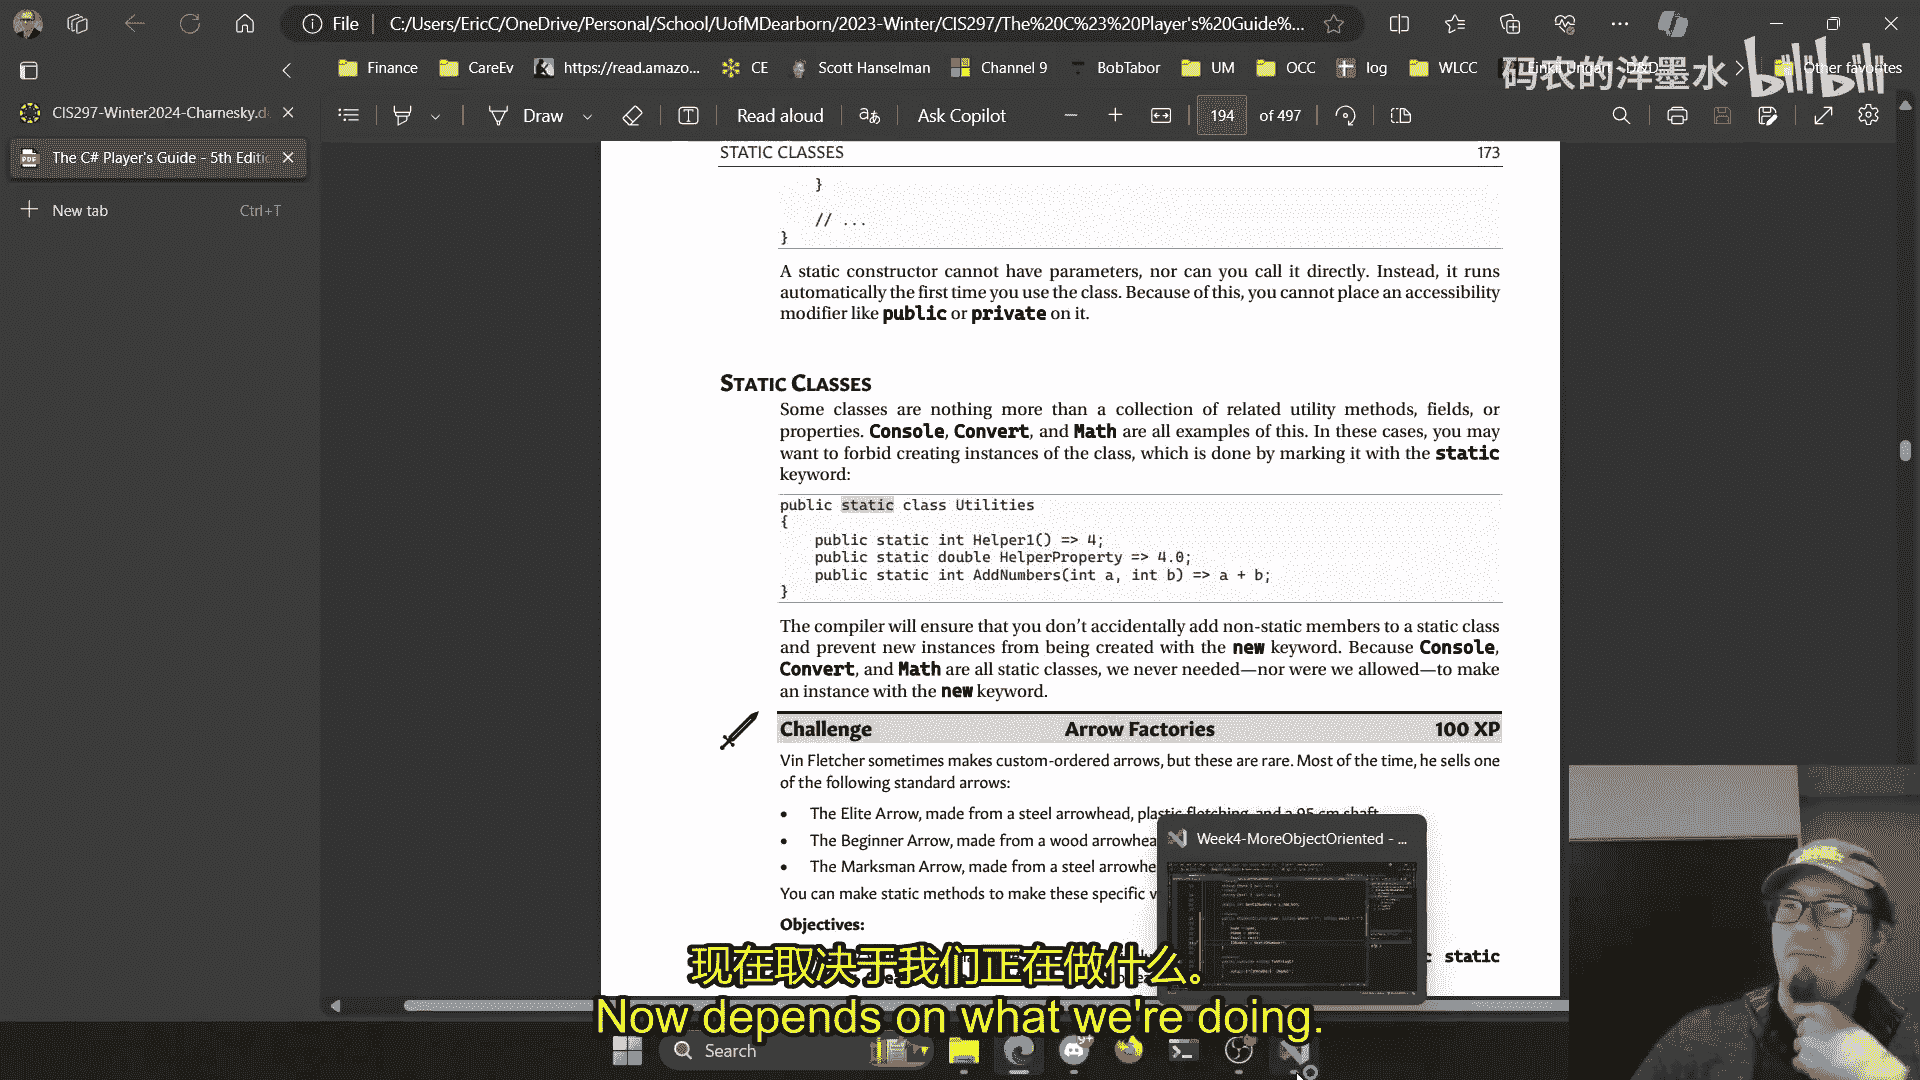 File
C:/Users/EricC/OneDrive/Personal/School/UofMDearborn/2023-Winter/CIS297/The%20C%23%20Player's%20Guide%...
Finance
CareEv
https://read.amazo...
CE
Scott Hanselman
Channel 9
BobTabor
UM
OCC
log
WLCC
Other favorites
码农的洋墨水
bilibili
CIS297-Winter2024-Charnesky.d
The C# Player's Guide - 5th Editi
New tab
Ctrl+T
Draw
Read aloud
Ask Copilot
194
of 497
STATIC CLASSES
173
}
// ...
}
A static constructor cannot have parameters, nor can you call it directly. Instead, it runs
automatically the first time you use the class. Because of this, you cannot place an accessibility
modifier like public or private on it.
STATIC CLASSES
Some classes are nothing more than a collection of related utility methods, fields, or
properties. Console, Convert, and Math are all examples of this. In these cases, you may
want to forbid creating instances of the class, which is done by marking it with the static
keyword:
public static class Utilities
{
public static int Helper1() => 4;
public static double HelperProperty => 4.0;
public static int AddNumbers(int a, int b) => a + b;
}
The compiler will ensure that you don't accidentally add non-static members to a static class
and prevent new instances from being created with the new keyword. Because Console,
Convert, and Math are all static classes, we never needed—nor were we allowed—to make
an instance with the new keyword.
Challenge
Arrow Factories
100 XP
Vin Fletcher sometimes makes custom-ordered arrows, but these are rare. Most of the time, he sells one
of the following standard arrows:
• The Elite Arrow, made from a steel arrowhead, plastic fletching, and a 95 cm shaft.
• The Beginner Arrow, made from a wood arrowhea
• The Marksman Arrow, made from a steel arrowhe
You can make static methods to make these specific v
Objectives:
static
Week4-MoreObjectOriented - ...
现在取决于我们正在做什么。
Now depends on what we're doing.
Search